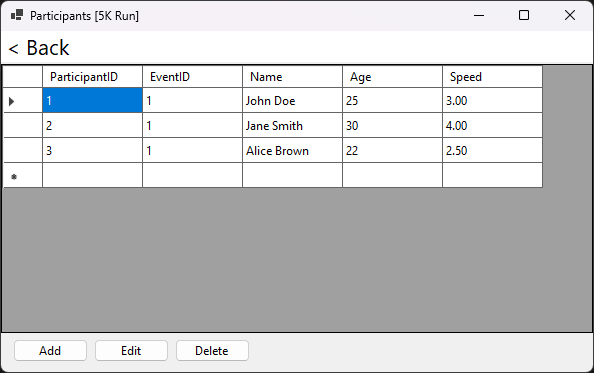 Participants [5K Run]
< Back
ParticipantID EventID Name Age Speed
1 1 John Doe 25 3.00
2 1 Jane Smith 30 4.00
3 1 Alice Brown 22 2.50
Add Edit Delete